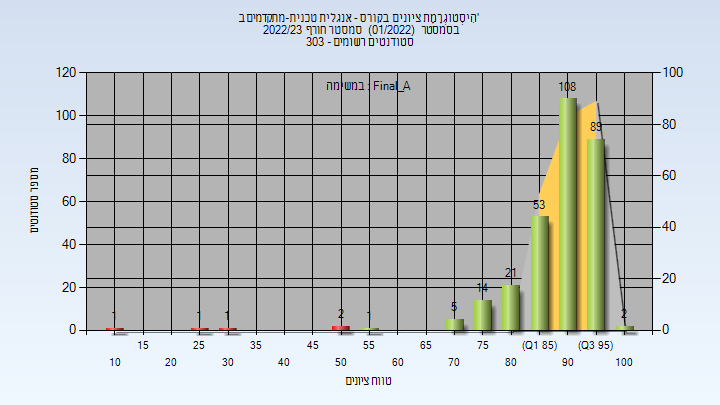 הִיסְטוֹגְרָמַת ציונים בקורס - אנגלית טכנית-מתקדמים ב'
בסמסטר (01/2022) סמסטר חורף 2022/23
סטודנטים רשומים - 303
במשימה : Final_A
120 100
100 80
80 60
60 40
40 20
20 0
0
מספר סטודנטים
1 1 1 2 1 5 14 21 53 108 89 2
15 25 35 45 55 65 75 (Q1 85) (Q3 95)
10 20 30 40 50 60 70 80 90 100
טווח ציונים